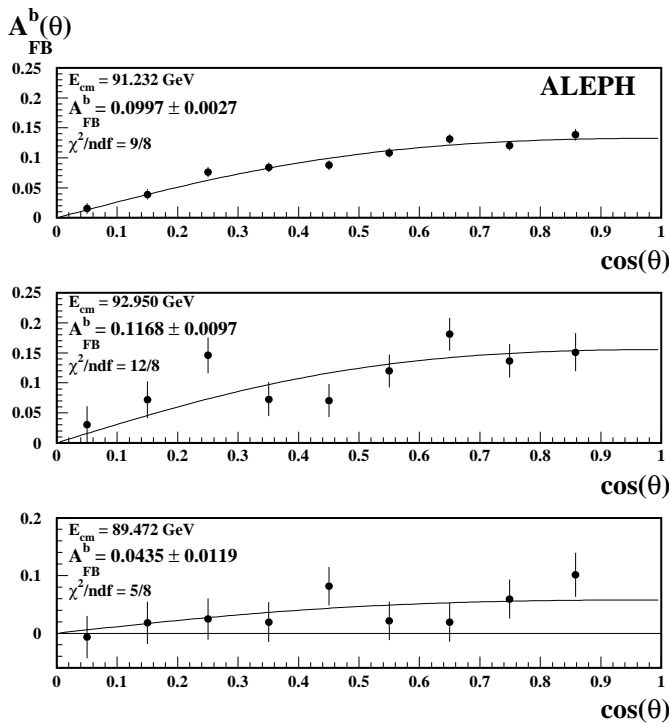 A^b_FB(θ)
0.25
0.2
0.15
0.1
0.05
0
E_cm = 91.232 GeV
A^b_FB = 0.0997 ± 0.0027
χ²/ndf = 9/8
ALEPH
0 0.1 0.2 0.3 0.4 0.5 0.6 0.7 0.8 0.9 1
cos(θ)
0.25
0.2
0.15
0.1
0.05
0
E_cm = 92.950 GeV
A^b_FB = 0.1168 ± 0.0097
χ²/ndf = 12/8
0 0.1 0.2 0.3 0.4 0.5 0.6 0.7 0.8 0.9 1
cos(θ)
0.2
0.1
0
E_cm = 89.472 GeV
A^b_FB = 0.0435 ± 0.0119
χ²/ndf = 5/8
0 0.1 0.2 0.3 0.4 0.5 0.6 0.7 0.8 0.9 1
cos(θ)